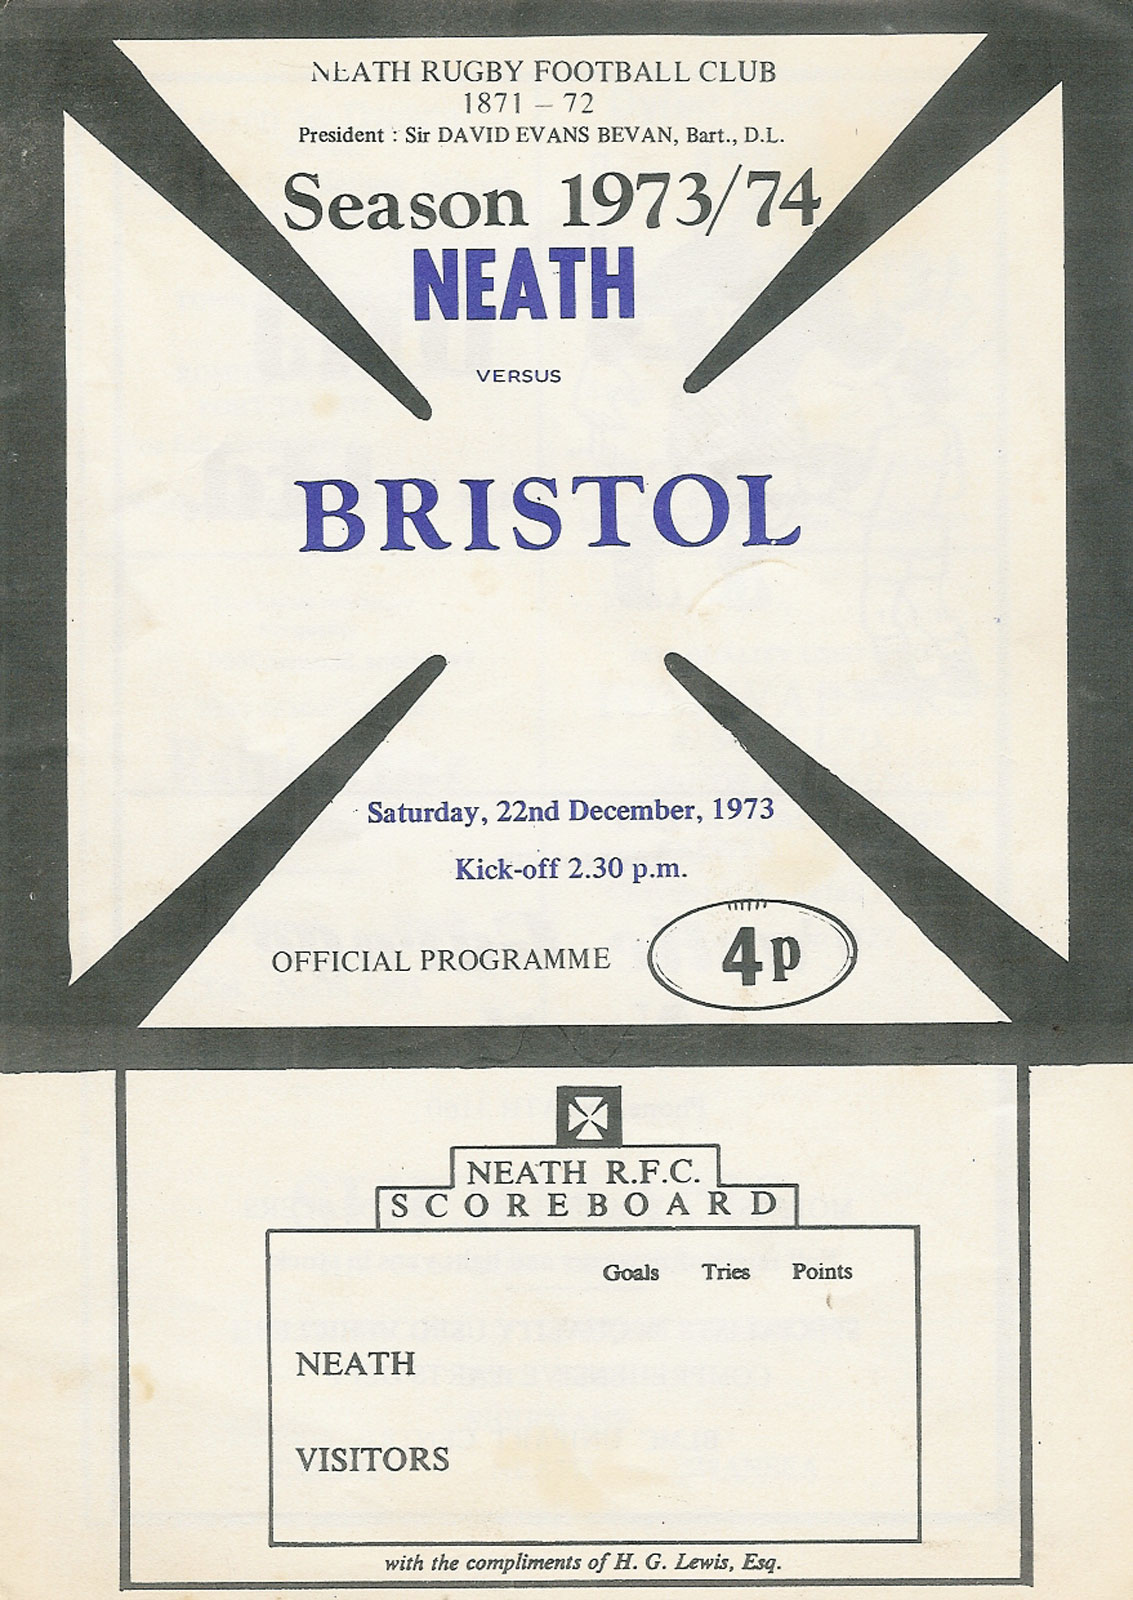 NEATH RUGBY FOOTBALL CLUB
1871 – 72
President : Sir DAVID EVANS BEVAN, Bart., D.L.
Season 1973/74
NEATH
VERSUS
BRISTOL
Saturday, 22nd December, 1973
Kick-off 2.30 p.m.
OFFICIAL PROGRAMME 4p
NEATH R.F.C.
SCOREBOARD
Goals Tries Points
NEATH
VISITORS
with the compliments of H. G. Lewis, Esq.